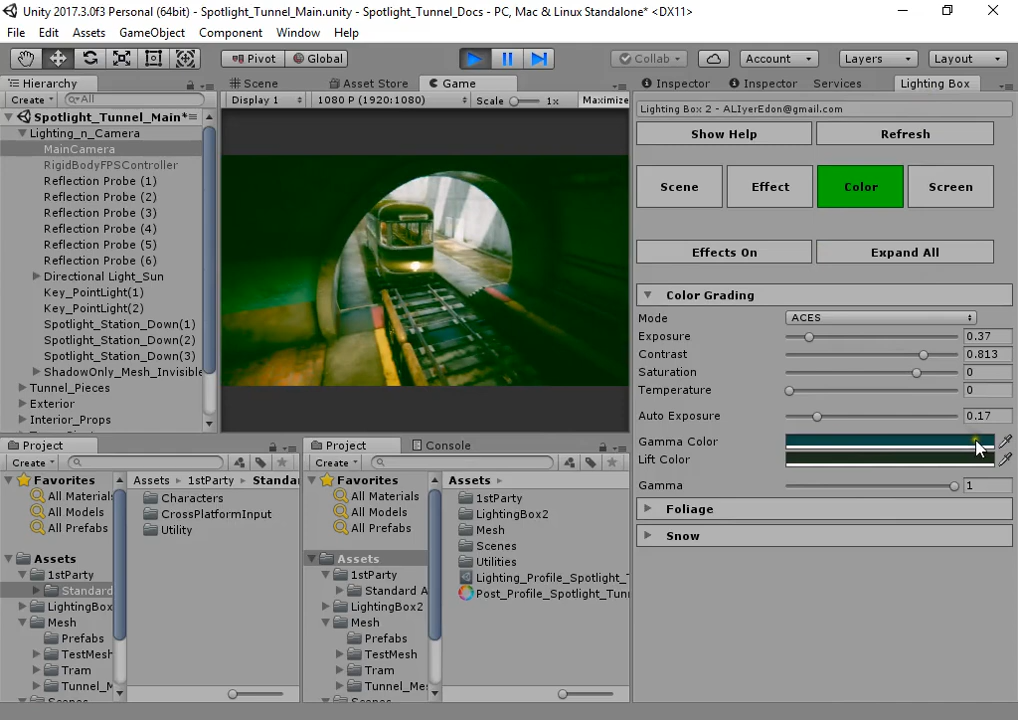 Unity 2017.3.0f3 Personal (64bit) - Spotlight_Tunnel_Main.unity - Spotlight_Tunnel_Docs - PC, Mac & Linux Standalone* <DX11>
File Edit Assets GameObject Component Window Help
Pivot Global Collab Account Layers Layout
Hierarchy Scene Asset Store Game Inspector Inspector Services Lighting Box
Create All Display 1 1080 P (1920:1080) Scale 1x Maximize
Lighting Box 2 - ALIyerEdon@gmail.com
Spotlight_Tunnel_Main*
Lighting_n_Camera
MainCamera
RigidBodyFPSController
Reflection Probe (1)
Reflection Probe (2)
Reflection Probe (3)
Reflection Probe (4)
Reflection Probe (5)
Reflection Probe (6)
Directional Light_Sun
Key_PointLight(1)
Key_PointLight(2)
Spotlight_Station_Down(1)
Spotlight_Station_Down(2)
Spotlight_Station_Down(3)
ShadowOnly_Mesh_Invisible
Tunnel_Pieces
Exterior
Interior_Props
Show Help Refresh
Scene Effect Color Screen
Effects On Expand All
Color Grading
Mode ACES
Exposure 0.37
Contrast 0.813
Saturation 0
Temperature 0
Auto Exposure 0.17
Gamma Color
Lift Color
Gamma 1
Foliage
Snow
Project
Create
Favorites
All Material
All Models
All Prefabs
Assets
1stParty
Standard
LightingBox
Mesh
Prefabs
TestMesh
Tram
Tunnel_M
Scenes
Assets 1stParty Standa
Characters
CrossPlatformInput
Utility
Project Console
Create
Favorites
All Materials
All Models
All Prefabs
Assets
1stParty
Standard A
LightingBox2
Mesh
Prefabs
TestMesh
Tram
Tunnel_Me
Scenes
Assets
1stParty
LightingBox2
Mesh
Scenes
Utilities
Lighting_Profile_Spotlight_T
Post_Profile_Spotlight_Tun